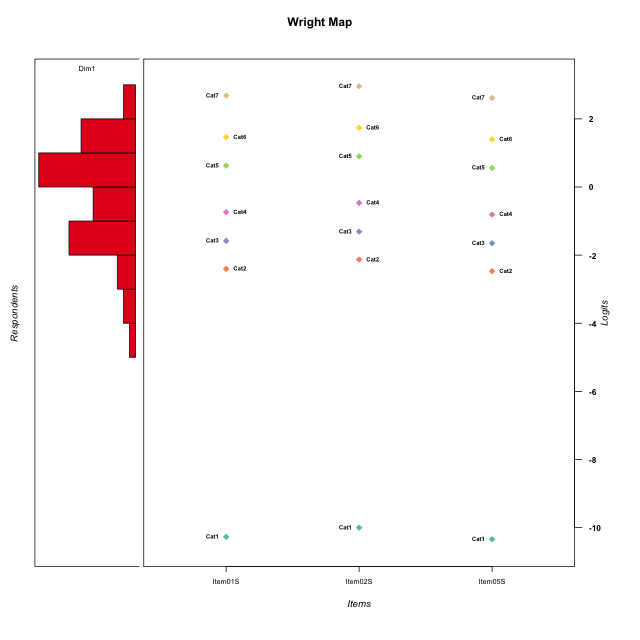 Wright Map
Dim1
Cat7 Cat7 Cat7
2
Cat6 Cat6 Cat6
Cat5 Cat5 Cat5
0
Cat4 Cat4 Cat4
Cat3 Cat3 Cat3
-2
Cat2 Cat2 Cat2
Respondents
-4
Logits
-6
-8
-10
Cat1 Cat1 Cat1
Item01S Item02S Item05S
Items